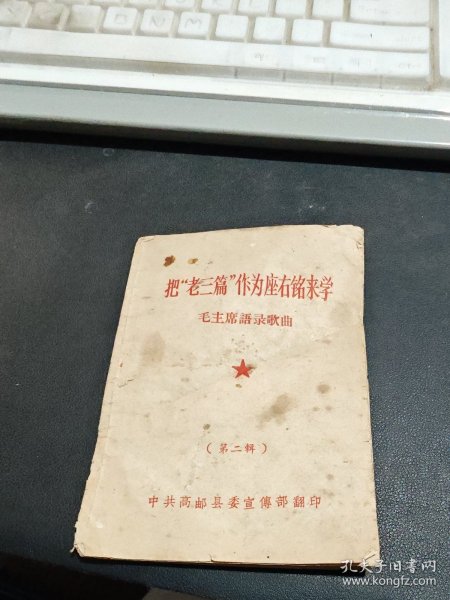 把“老三篇”作为座右铭来学
毛主席語录歌曲
（第二輯）
中共高邮县委宣傳部翻印
孔夫子旧书网
www.kongfz.com